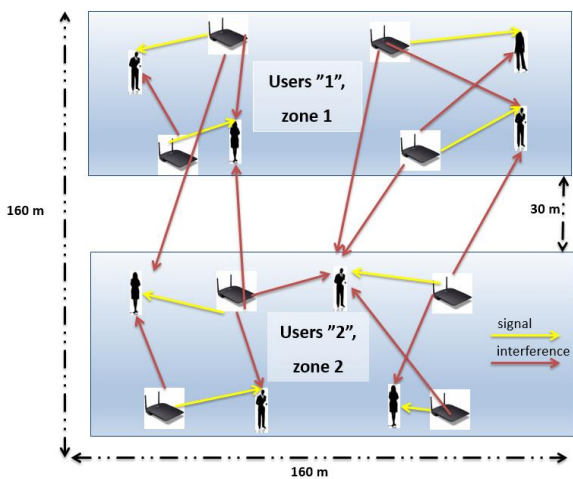 Users ”1”,
zone 1
160 m
30 m
Users ”2”,
zone 2
signal
interference
160 m